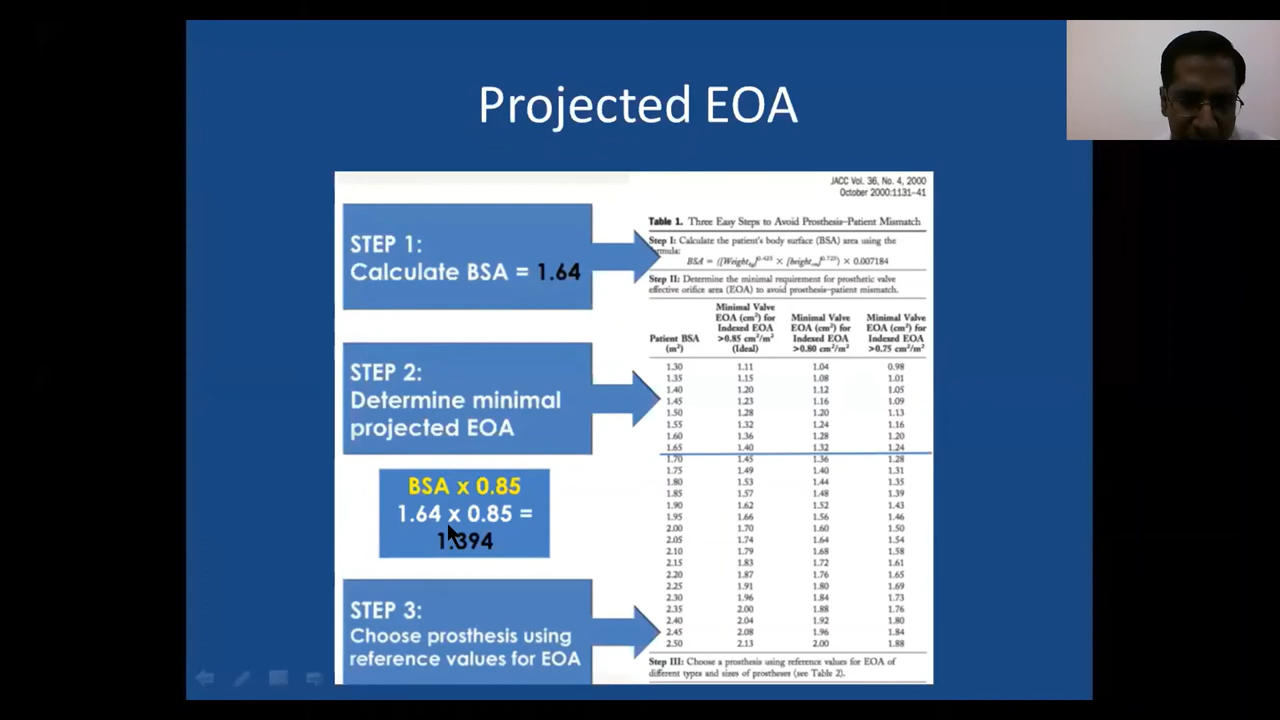 Projected EOA
STEP 1:
Calculate BSA = 1.64
STEP 2:
Determine minimal
projected EOA
BSA x 0.85
1.64 x 0.85 =
1.394
STEP 3:
Choose prosthesis using
reference values for EOA
JACC Vol. 36, No. 4, 2000
October 2000:1131–41
Table 1. Three Easy Steps to Avoid Prosthesis–Patient Mismatch
Step I: Calculate the patient's body surface (BSA) area using the
formula:
BSA = ([Weight kg]0.425 × [height cm]0.725) × 0.007184
Step II: Determine the minimal requirement for prosthetic valve
effective orifice area (EOA) to avoid prosthesis–patient mismatch.
Patient BSA (m²) Minimal Valve EOA (cm²) for Indexed EOA >0.85 cm²/m² (Ideal) Minimal Valve EOA (cm²) for Indexed EOA >0.80 cm²/m² Minimal Valve EOA (cm²) for Indexed EOA >0.75 cm²/m²
1.30 1.11 1.04 0.98
1.35 1.15 1.08 1.01
1.40 1.20 1.12 1.05
1.45 1.23 1.16 1.09
1.50 1.28 1.20 1.13
1.55 1.32 1.24 1.16
1.60 1.36 1.28 1.20
1.65 1.40 1.32 1.24
1.70 1.45 1.36 1.28
1.75 1.49 1.40 1.31
1.80 1.53 1.44 1.35
1.85 1.57 1.48 1.39
1.90 1.62 1.52 1.43
1.95 1.66 1.56 1.46
2.00 1.70 1.60 1.50
2.05 1.74 1.64 1.54
2.10 1.79 1.68 1.58
2.15 1.83 1.72 1.61
2.20 1.87 1.76 1.65
2.25 1.91 1.80 1.69
2.30 1.96 1.84 1.73
2.35 2.00 1.88 1.76
2.40 2.04 1.92 1.80
2.45 2.08 1.96 1.84
2.50 2.13 2.00 1.88
Step III: Choose a prosthesis using reference values for EOA of
different types and sizes of prostheses (see Table 2).